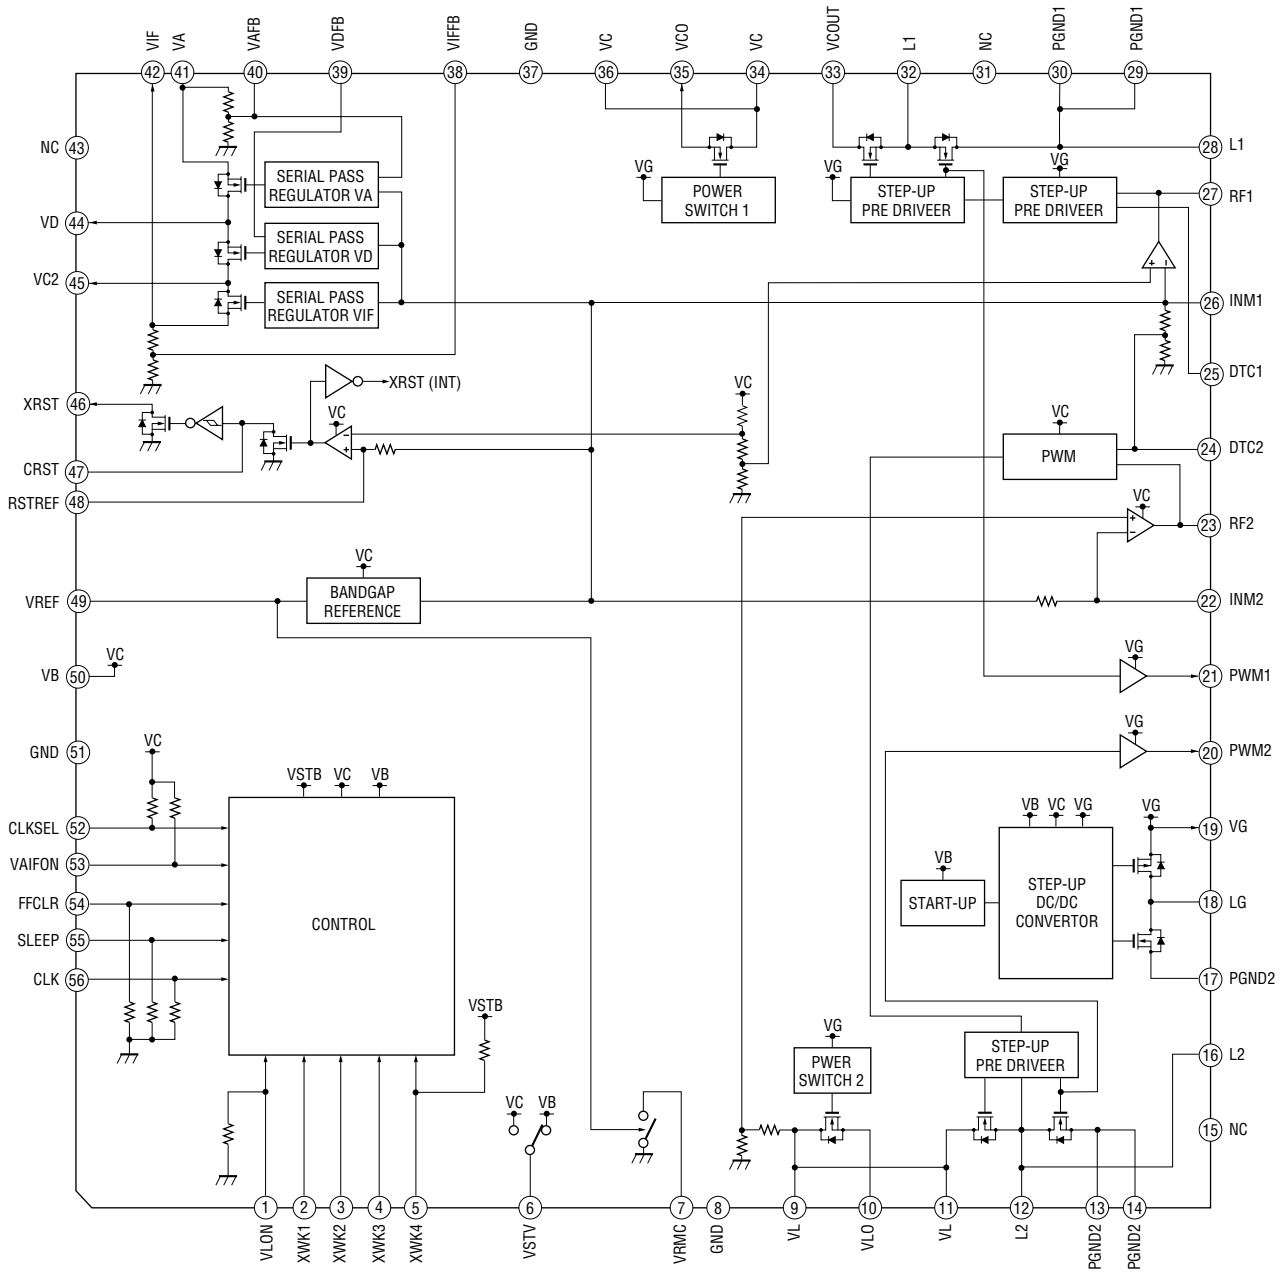 VIF
VA
VAFB
VDFB
VIFFB
GND
VC
VCO
VC
VCOUT
L1
NC
PGND1
PGND1
42
41
40
39
38
37
36
35
34
33
32
31
30
29
NC 43
SERIAL PASS
REGULATOR VA
VG
POWER
SWITCH 1
VG
STEP-UP
PRE DRIVEER
VG
STEP-UP
PRE DRIVEER
28 L1
27 RF1
VD 44
SERIAL PASS
REGULATOR VD
VC2 45
SERIAL PASS
REGULATOR VIF
+ −
26 INM1
25 DTC1
XRST (INT)
VC
XRST 46
VC
−
+
VC
PWM
24 DTC2
CRST 47
RSTREF 48
VC
+
−
23 RF2
VREF 49
VC
BANDGAP
REFERENCE
22 INM2
VB 50
VC
VG
21 PWM1
GND 51
VC
VG
20 PWM2
VSTB VC VB
CLKSEL 52
VAIFON 53
FFCLR 54
SLEEP 55
CLK 56
CONTROL
VB VC VG
VG
19 VG
VB
START-UP
STEP-UP
DC/DC
CONVERTOR
18 LG
17 PGND2
VSTB
VG
PWER
SWITCH 2
STEP-UP
PRE DRIVEER
16 L2
VC VB
15 NC
1
2
3
4
5
6
7
8
9
10
11
12
13
14
VLON
XWK1
XWK2
XWK3
XWK4
VSTV
VRMC
GND
VL
VLO
VL
L2
PGND2
PGND2